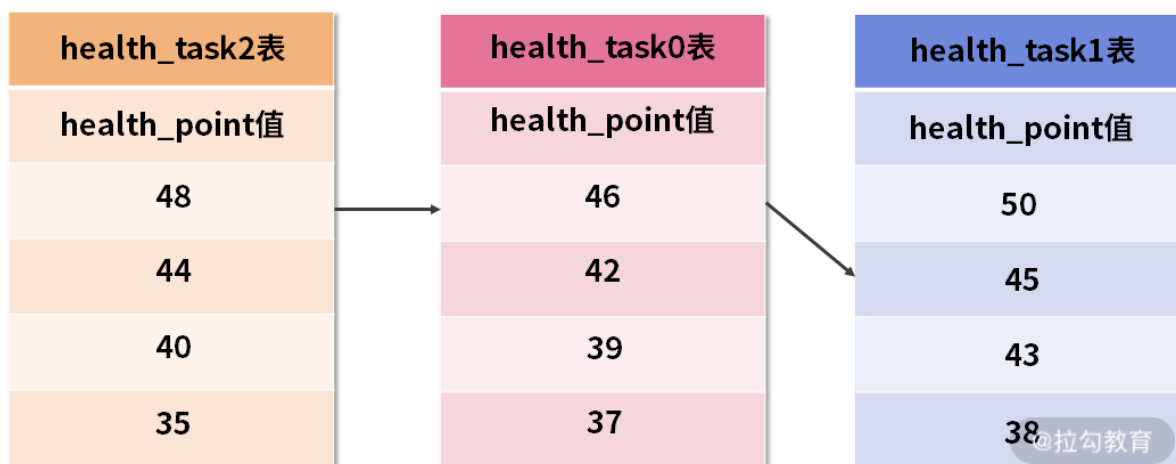 health_task2表
health_point值
48
44
40
35
health_task0表
health_point值
46
42
39
37
health_task1表
health_point值
50
45
43
38
@拉勾教育